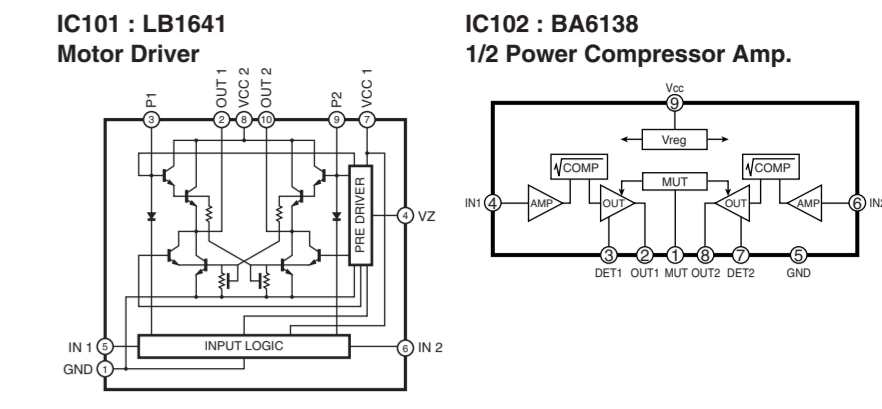 IC101 : LB1641
Motor Driver
P1
OUT 1
VCC 2
OUT 2
P2
VCC 1
3
2
8
10
9
7
PRE DRIVER
4 VZ
IN 1 5
INPUT LOGIC
6 IN 2
GND 1
IC102 : BA6138
1/2 Power Compressor Amp.
Vcc
9
Vreg
√COMP
√COMP
MUT
IN1 4
AMP
OUT
OUT
AMP
6 IN2
3
2
1
8
7
5
DET1 OUT1 MUT OUT2 DET2 GND